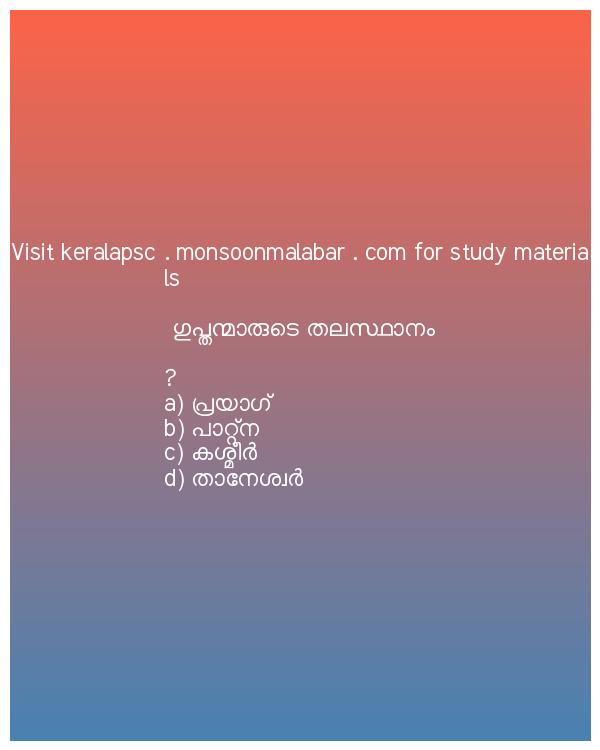 Visit keralapsc . monsoonmalabar . com for study materia
ls
ഗുപ്തന്മാരുടെ തലസ്ഥാനം
?
a) പ്രയാഗ്
b) പാറ്റ്ന
c) കശ്മീർ
d) താനേശ്വർ